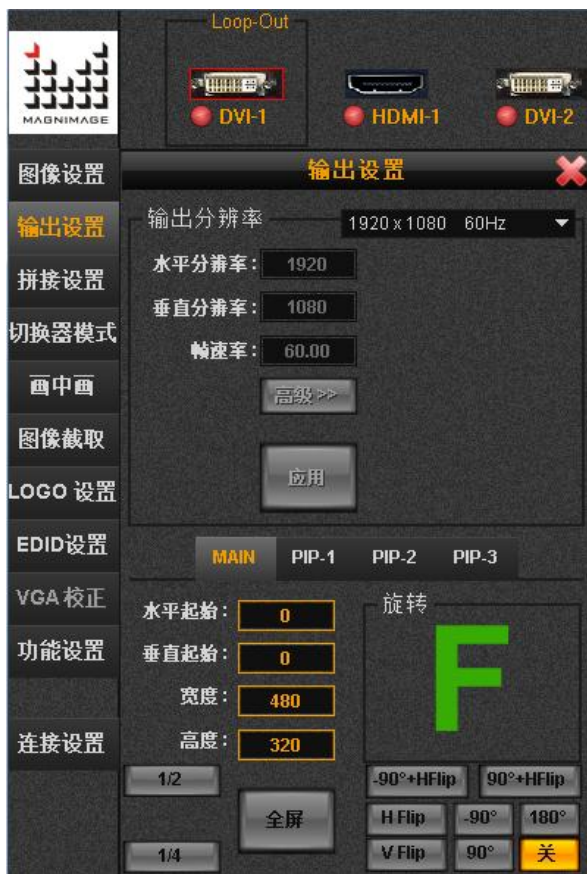 Loop-Out
MAGNIMAGE
DVI-1
HDMI-1
DVI-2
图像设置
输出设置
拼接设置
切换器模式
画中画
图像截取
LOGO 设置
EDID设置
VGA校正
功能设置
连接设置
输出设置
输出分辨率
1920 x 1080 60Hz
水平分辨率：
1920
垂直分辨率：
1080
帧速率：
60.00
高级 >>
应用
MAIN
PIP-1
PIP-2
PIP-3
水平起始：
0
垂直起始：
0
宽度：
480
高度：
320
1/2
全屏
1/4
旋转
F
-90°+HFlip
90°+HFlip
H Flip
-90°
180°
V Flip
90°
关